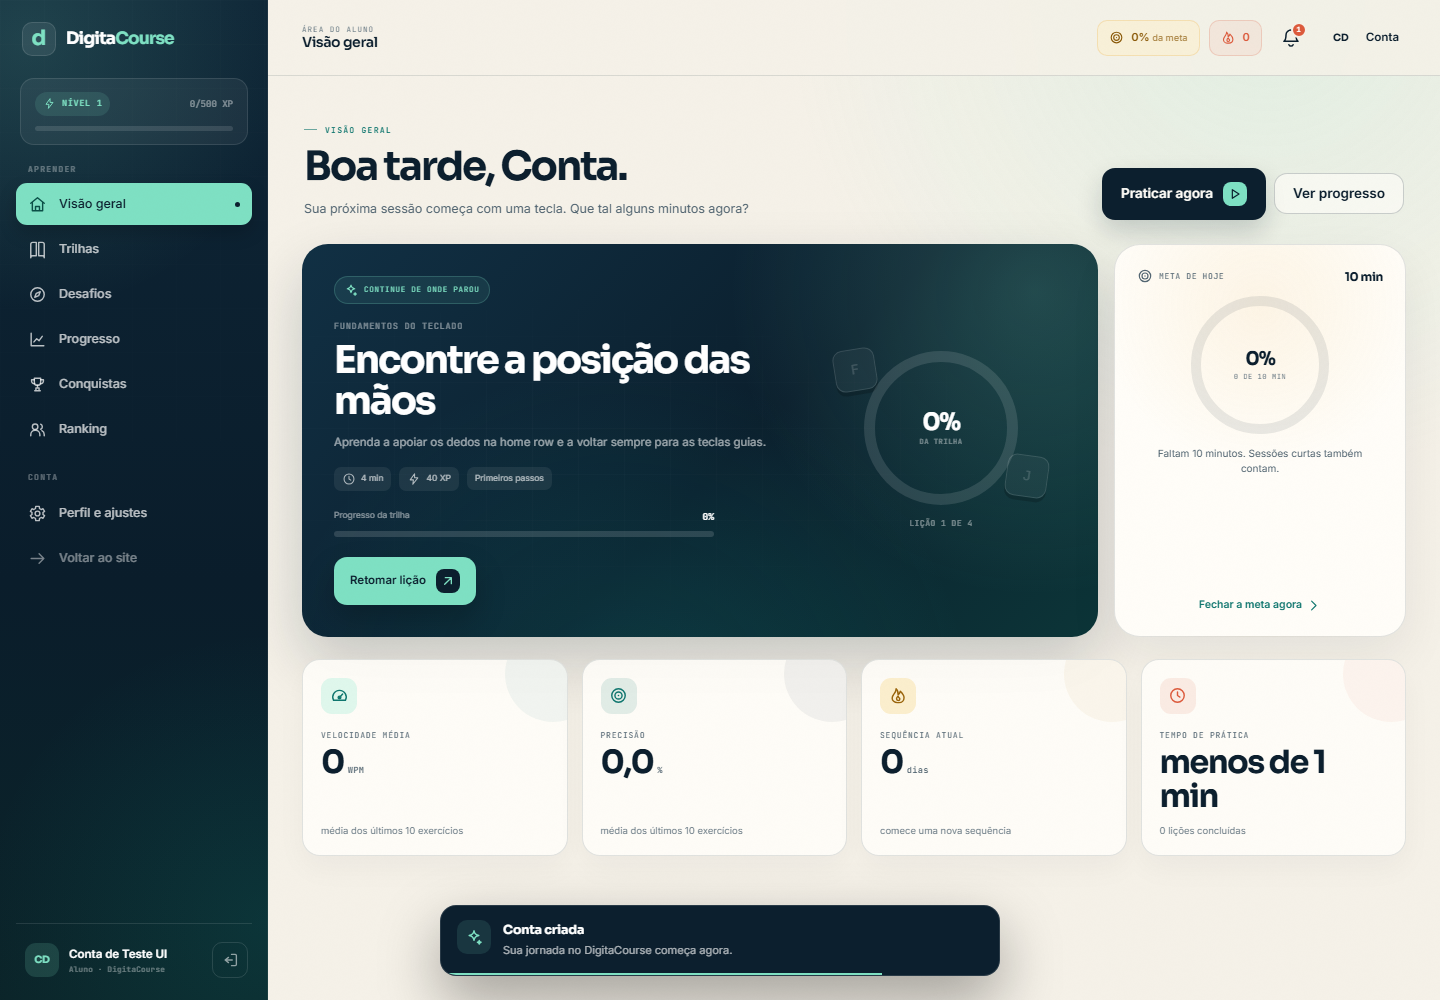 d DigitaCourse
NÍVEL 1 0/500 XP
APRENDER
Visão geral
Trilhas
Desafios
Progresso
Conquistas
Ranking
CONTA
Perfil e ajustes
Voltar ao site
CD Conta de Teste UI
Aluno · DigitaCourse
ÁREA DO ALUNO
Visão geral
0% da meta
0
1
CD Conta
VISÃO GERAL
Boa tarde, Conta.
Sua próxima sessão começa com uma tecla. Que tal alguns minutos agora?
Praticar agora
Ver progresso
CONTINUE DE ONDE PAROU
FUNDAMENTOS DO TECLADO
Encontre a posição das
mãos
Aprenda a apoiar os dedos na home row e a voltar sempre para as teclas guias.
4 min 40 XP Primeiros passos
Progresso da trilha 0%
Retomar lição
F
0%
DA TRILHA
J
LIÇÃO 1 DE 4
META DE HOJE 10 min
0%
0 DE 10 MIN
Faltam 10 minutos. Sessões curtas também
contam.
Fechar a meta agora
VELOCIDADE MÉDIA
0 WPM
média dos últimos 10 exercícios
PRECISÃO
0,0 %
média dos últimos 10 exercícios
SEQUÊNCIA ATUAL
0 dias
comece uma nova sequência
TEMPO DE PRÁTICA
menos de 1
min
0 lições concluídas
Conta criada
Sua jornada no DigitaCourse começa agora.